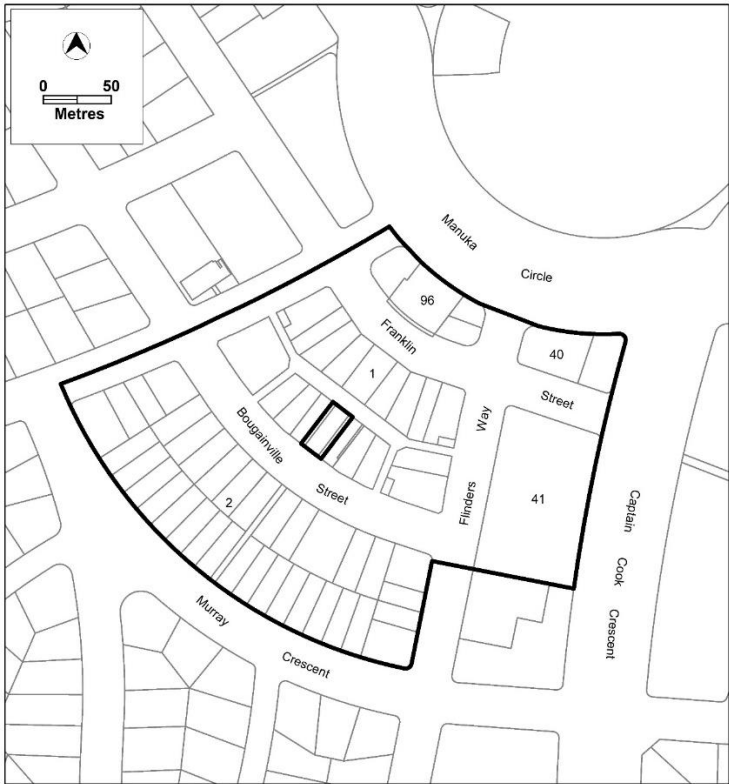 0 50
Metres
Manuka
Circle
96
Franklin
40
1
Street
Way
Bougainville
Street
Flinders
41
2
Captain
Cook
Crescent
Murray
Crescent